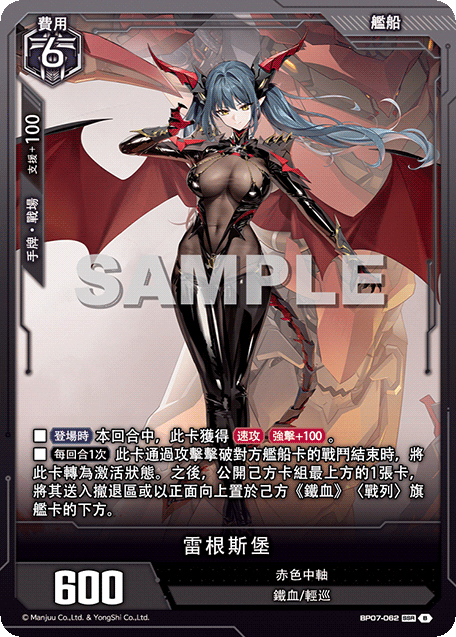 費用
6
艦船
手牌・戰場 支援+100
SAMPLE
■ 登場時 本回合中，此卡獲得 速攻 強擊+100 。
■ 每回合1次 此卡通過攻擊擊破對方艦船卡的戰鬥結束時，將
此卡轉為激活狀態。之後，公開己方卡組最上方的1張卡，
將其送入撤退區或以正面向上置於己方《鐵血》〈戰列〉旗
艦卡的下方。
雷根斯堡
600
赤色中軸
鐵血/輕巡
© Manjuu Co.,Ltd. & YongShi Co.,Ltd.
BP07-062 SSR B